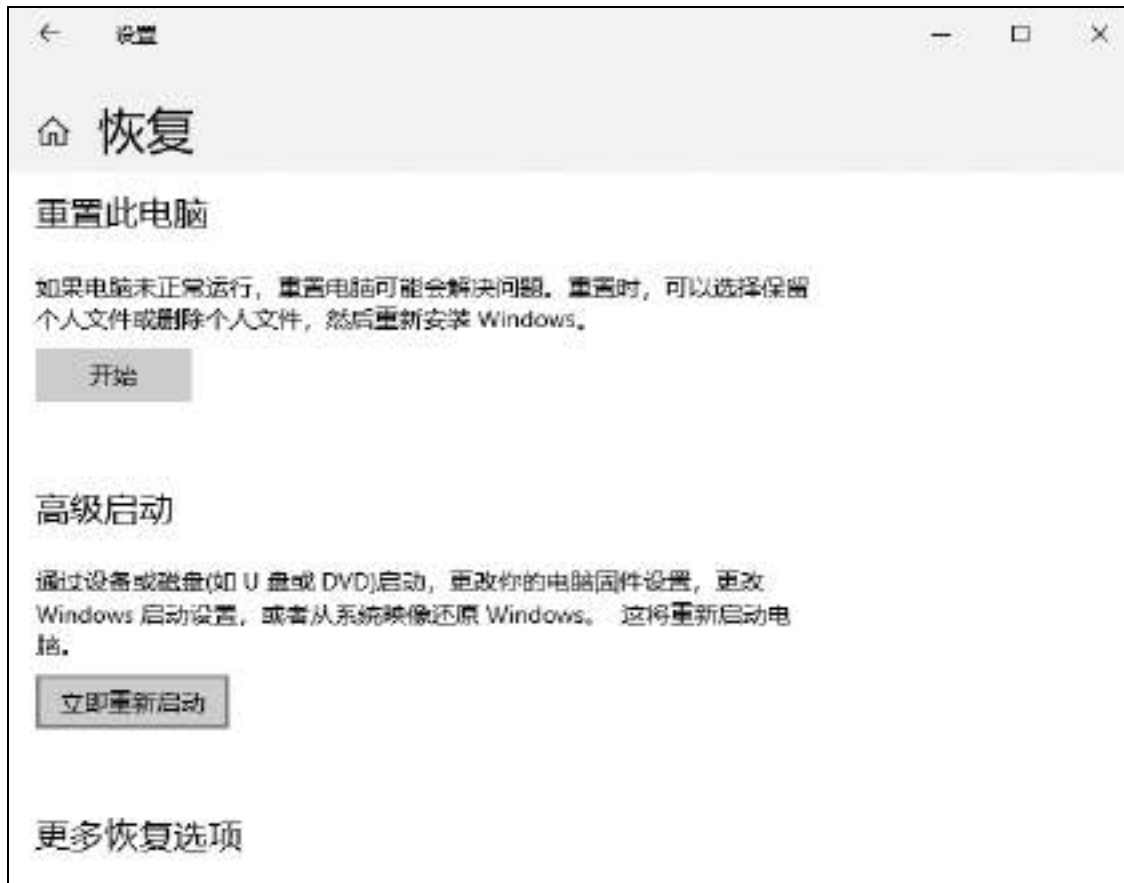 设置
恢复
重置此电脑
如果电脑未正常运行，重置电脑可能会解决问题。重置时，可以选择保留
个人文件或删除个人文件，然后重新安装 Windows。
开始
高级启动
通过设备或磁盘(如 U 盘或 DVD)启动，更改你的电脑固件设置，更改
Windows 启动设置，或者从系统映像还原 Windows。 这将重新启动电
脑。
立即重新启动
更多恢复选项